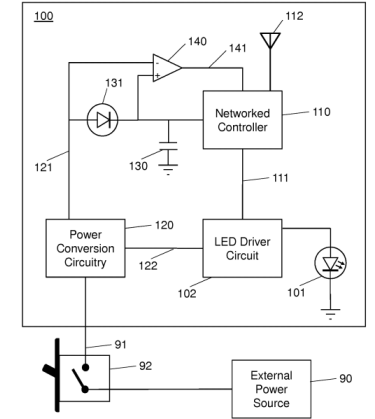 100
140
141
112
-
+
131
Networked
Controller
110
130
121
111
Power
Conversion
Circuitry
120
122
LED Driver
Circuit
102
101
91
92
External
Power
Source
90